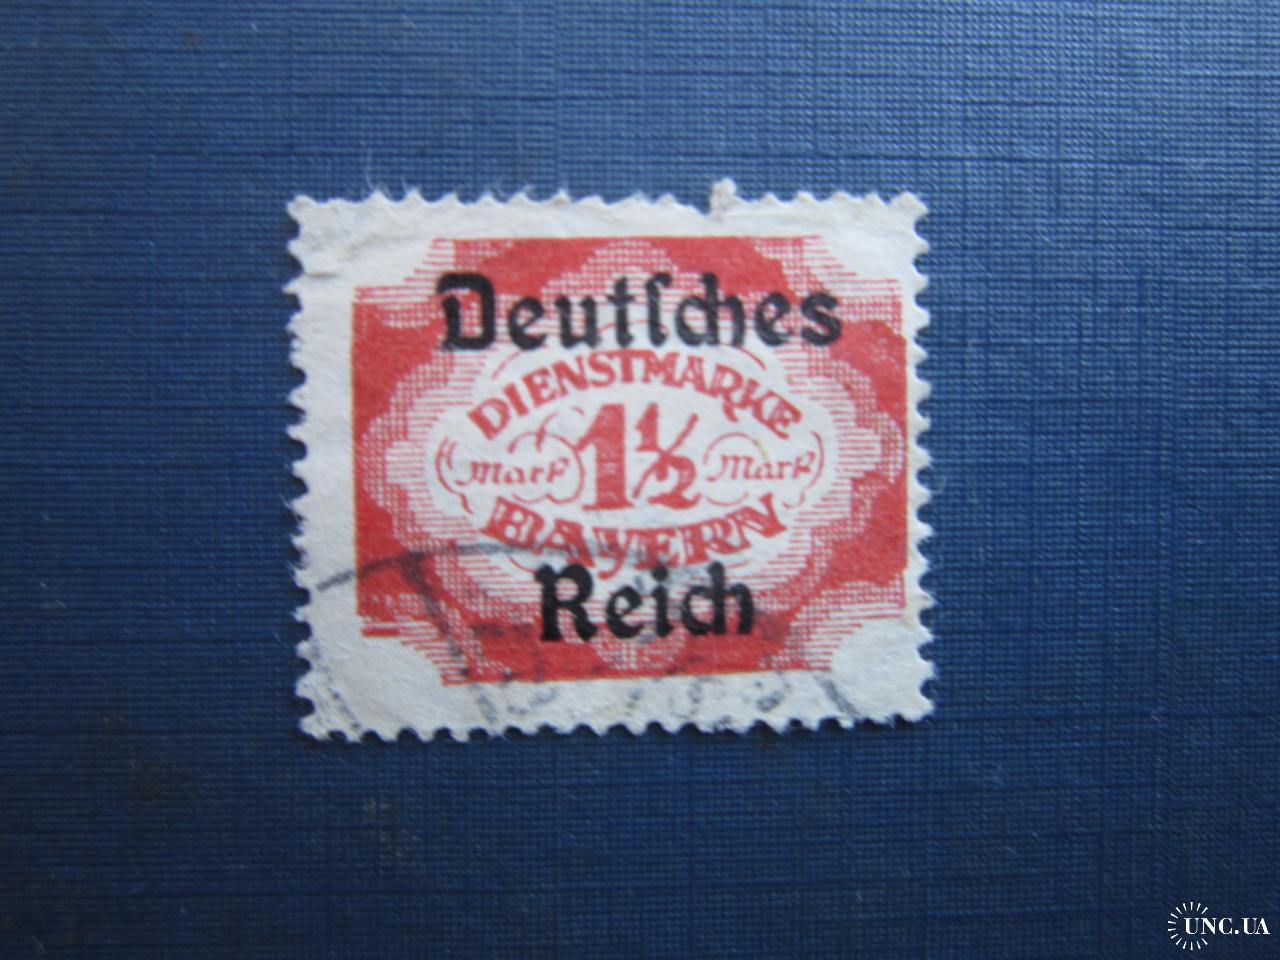 Deutſches
DIENSTMARKE
Mark 1½ Mark
BAYERN
Reich
UNC.UA